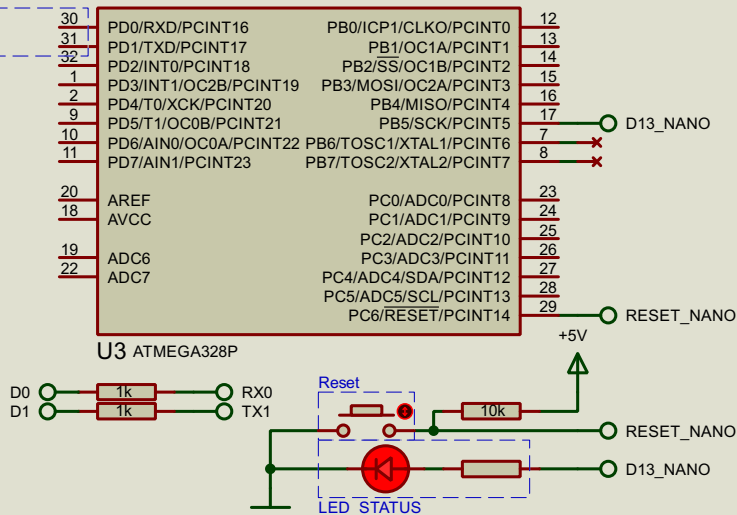 30 PD0/RXD/PCINT16 PB0/ICP1/CLKO/PCINT0 12
31 PD1/TXD/PCINT17 PB1/OC1A/PCINT1 13
32 PD2/INT0/PCINT18 PB2/SS/OC1B/PCINT2 14
1 PD3/INT1/OC2B/PCINT19 PB3/MOSI/OC2A/PCINT3 15
2 PD4/T0/XCK/PCINT20 PB4/MISO/PCINT4 16
9 PD5/T1/OC0B/PCINT21 PB5/SCK/PCINT5 17 D13_NANO
10 PD6/AIN0/OC0A/PCINT22 PB6/TOSC1/XTAL1/PCINT6 7
11 PD7/AIN1/PCINT23 PB7/TOSC2/XTAL2/PCINT7 8
20 AREF PC0/ADC0/PCINT8 23
18 AVCC PC1/ADC1/PCINT9 24
PC2/ADC2/PCINT10 25
19 ADC6 PC3/ADC3/PCINT11 26
22 ADC7 PC4/ADC4/SDA/PCINT12 27
PC5/ADC5/SCL/PCINT13 28
PC6/RESET/PCINT14 29 RESET_NANO
U3 ATMEGA328P
+5V
D0 1k RX0
D1 1k TX1
Reset
10k
RESET_NANO
D13_NANO
LED STATUS